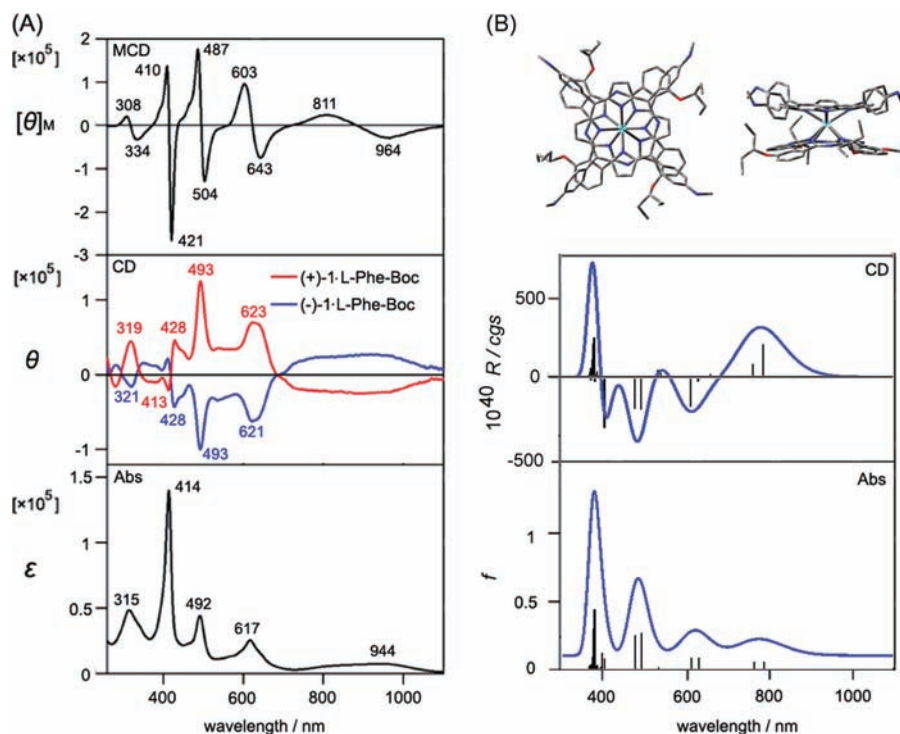 (A)
[×10⁵]
2
1
0
-1
-2
-3
[θ]M
MCD
308
334
410
421
487
504
603
643
811
964
[×10⁵]
1
0
-1
θ
CD
(+)-1·L-Phe-Boc
(-)-1·L-Phe-Boc
319
413
428
493
623
321
428
493
621
[×10⁵]
1.5
1
0.5
0
ε
Abs
315
414
492
617
944
400 600 800 1000
wavelength / nm
(B)
CD
500
0
-500
10⁴⁰ R / cgs
Abs
1
0.5
0
f
400 600 800 1000
wavelength / nm